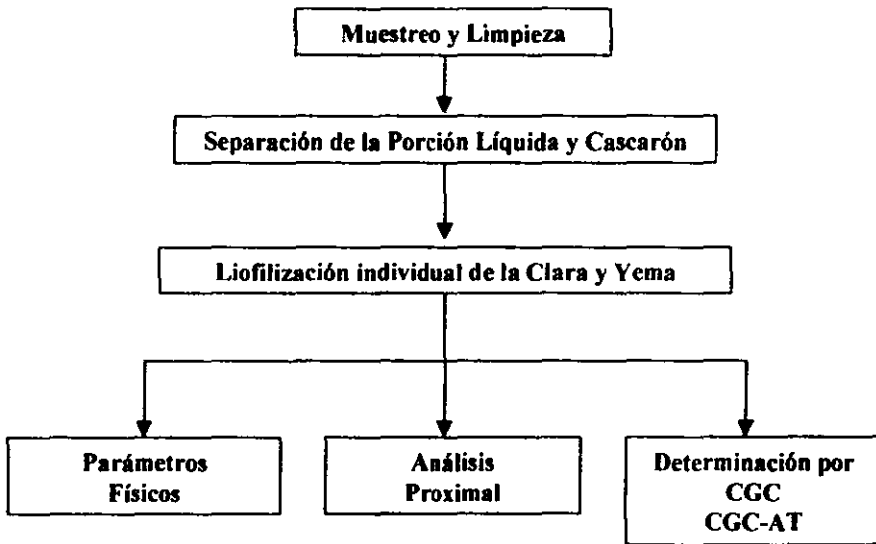 Muestreo y Limpieza
Separación de la Porción Líquida y Cascarón
Liofilización individual de la Clara y Yema
Parámetros
Físicos
Análisis
Proximal
Determinación por
CGC
CGC-AT